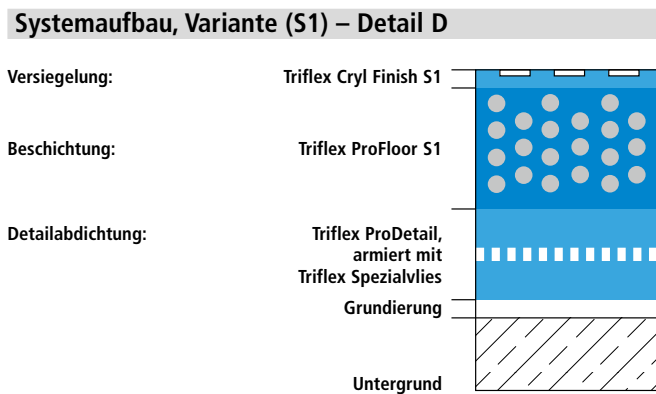 Systemaufbau, Variante (S1) – Detail D
Versiegelung: Triflex Cryl Finish S1
Beschichtung: Triflex ProFloor S1
Detailabdichtung: Triflex ProDetail,
armiert mit
Triflex Spezialvlies
Grundierung
Untergrund